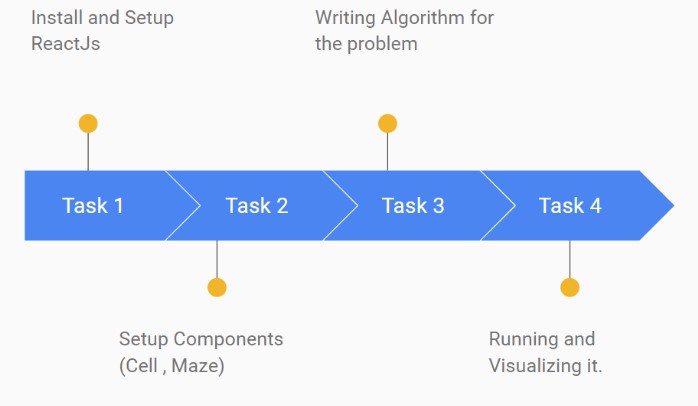 Install and Setup
ReactJs
Writing Algorithm for
the problem
Task 1
Task 2
Task 3
Task 4
Setup Components
(Cell , Maze)
Running and
Visualizing it.